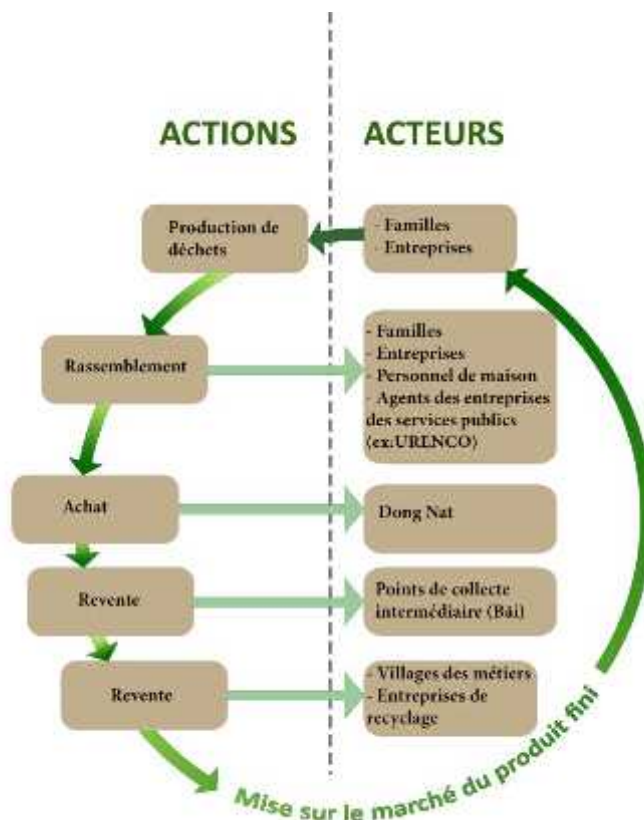 ACTIONS
ACTEURS
Production de
déchets
- Familles
- Entreprises
Rassemblement
- Familles
- Entreprises
- Personnel de maison
- Agents des entreprises
des services publics
(ex:URENCO)
Achat
Dong Nat
Revente
Points de collecte
intermédiaire (Bãi)
Revente
- Villages des métiers
- Entreprises de
recyclage
Mise sur le marché du produit fini